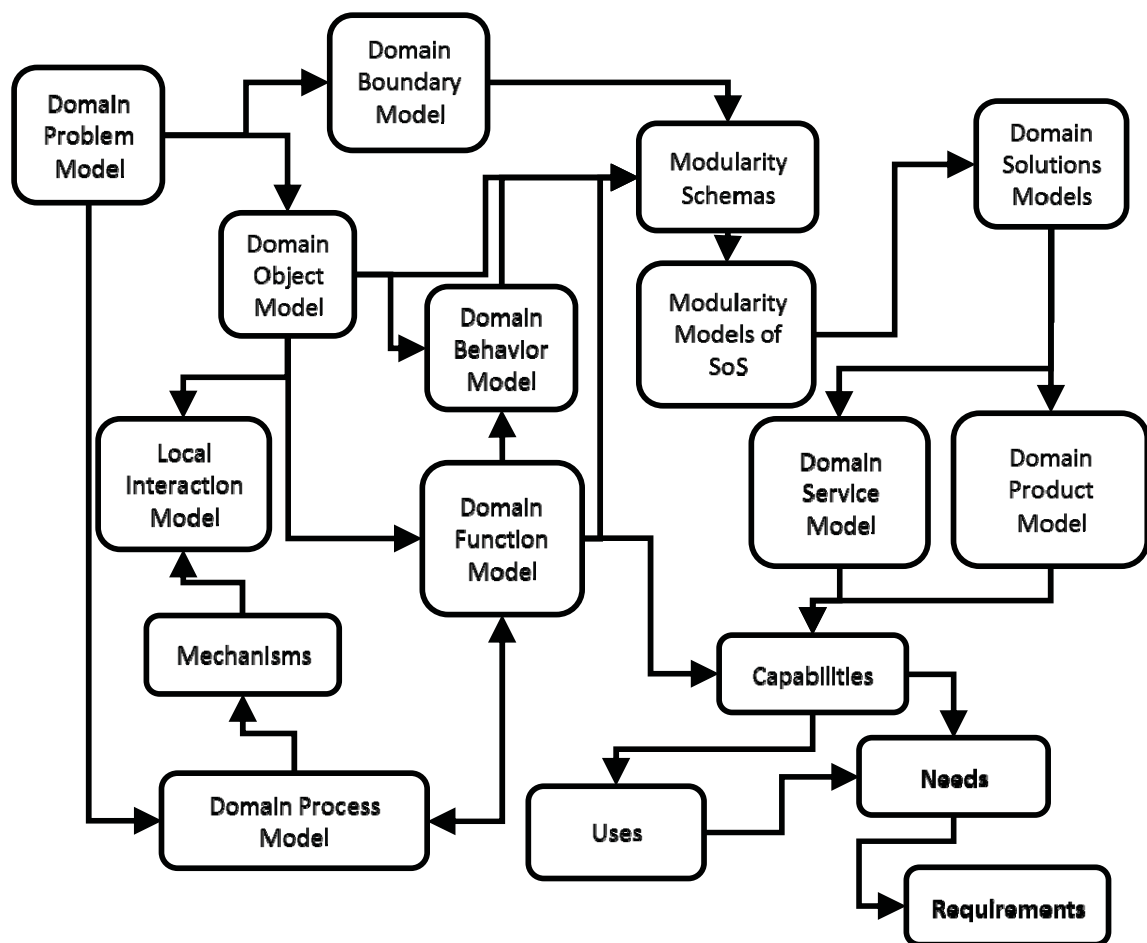 Domain
Problem
Model
Domain
Boundary
Model
Modularity
Schemas
Domain
Solutions
Models
Domain
Object
Model
Domain
Behavior
Model
Modularity
Models of
SoS
Local
Interaction
Model
Domain
Function
Model
Domain
Service
Model
Domain
Product
Model
Mechanisms
Capabilities
Domain Process
Model
Uses
Needs
Requirements